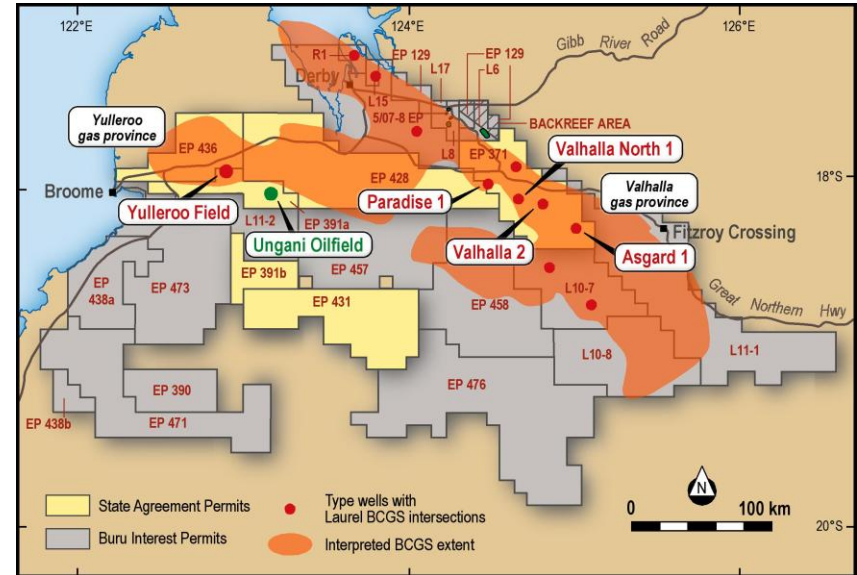 122°E
124°E
126°E
Gibb River Road
R1
EP 129
EP 129
L17
L6
Derby
L15
5/07-8 EP
BACKREEF AREA
Yulleroo
gas province
EP 436
L8
EP 371
Valhalla North 1
EP 428
Paradise 1
Valhalla
gas province
18°S
Broome
Yulleroo Field
L11-2
EP 391a
Ungani Oilfield
Valhalla 2
Asgard 1
Fitzroy Crossing
EP
438a
EP 473
EP 391b
EP 457
EP 431
EP 458
L10-7
Great Northern Hwy
L10-8
L11-1
EP 390
EP 476
EP 438b
EP 471
State Agreement Permits
Buru Interest Permits
Type wells with
Laurel BCGS intersections
Interpreted BCGS extent
N
0
100 km
20°S